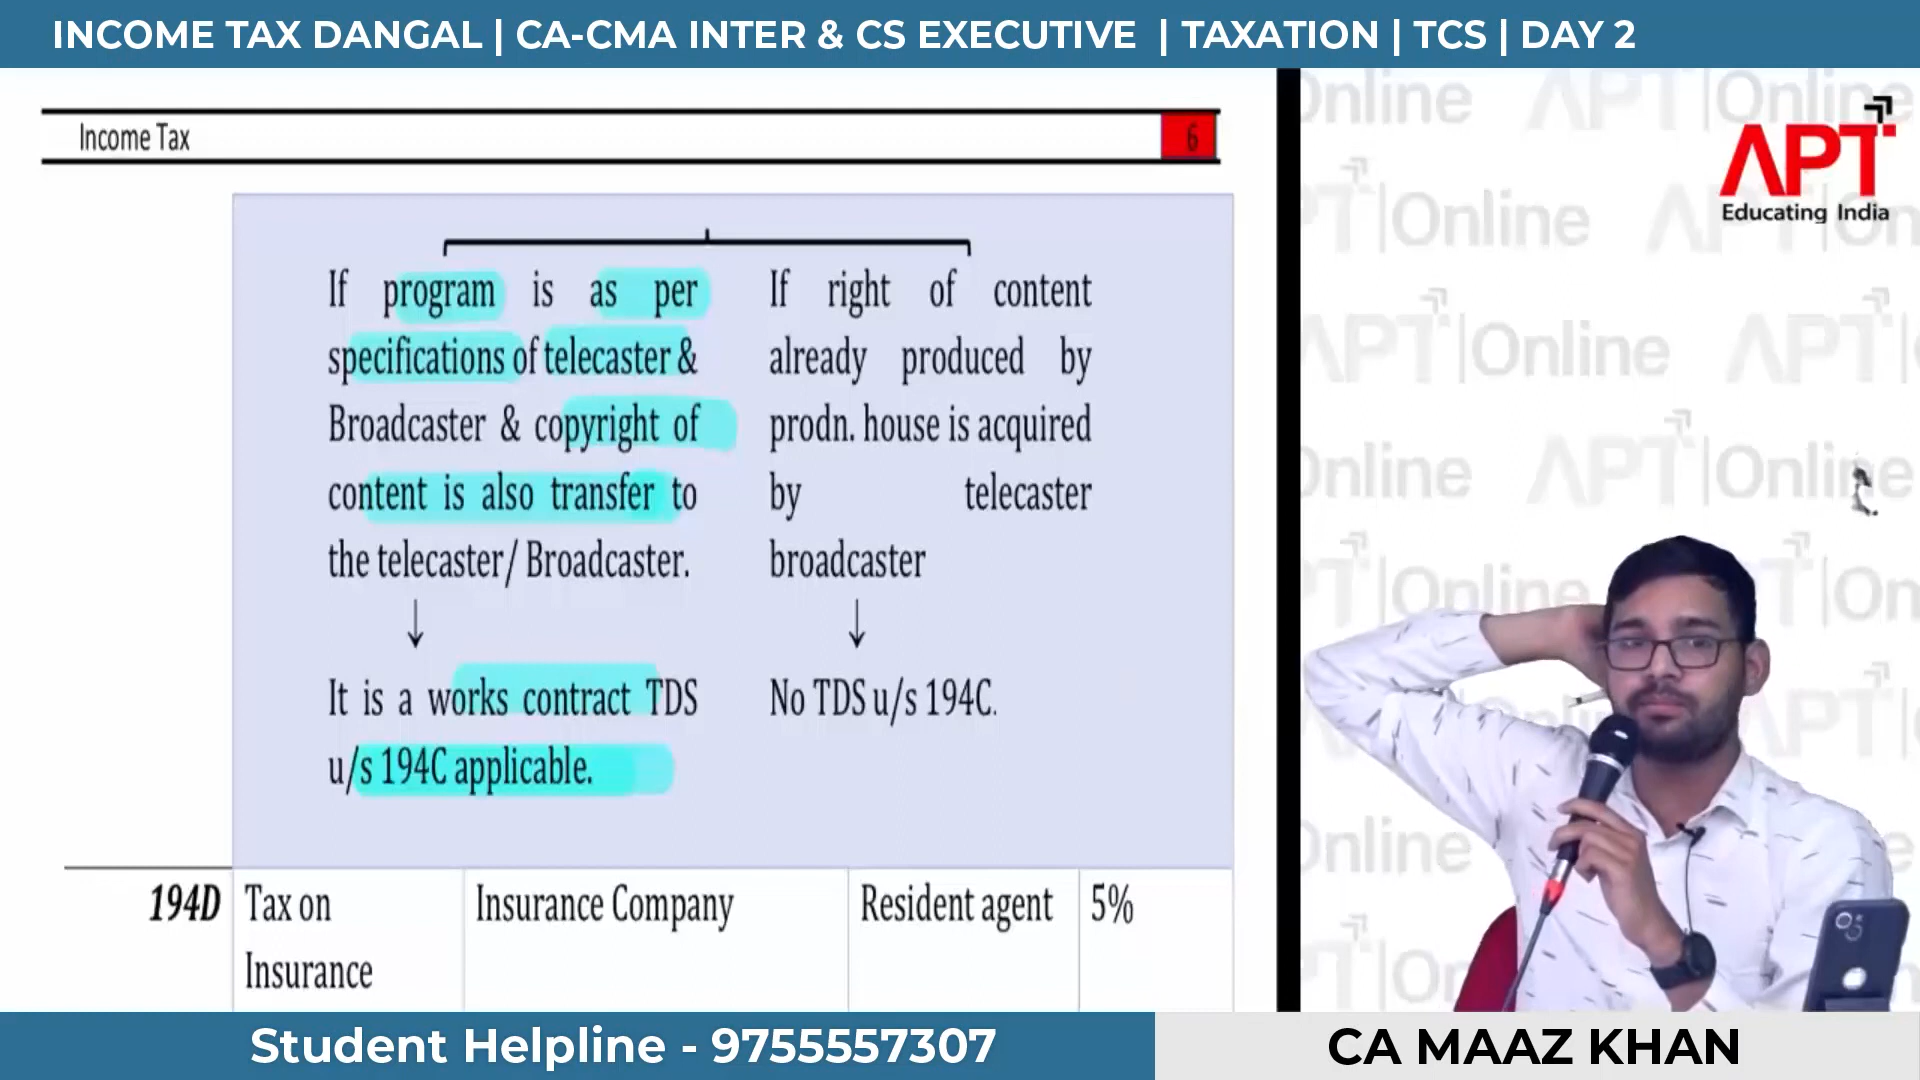 INCOME TAX DANGAL | CA-CMA INTER & CS EXECUTIVE | TAXATION | TCS | DAY 2
Income Tax
6
If program is as per
specifications of telecaster &
Broadcaster & copyright of
content is also transfer to
the telecaster/ Broadcaster.
It is a works contract TDS
u/s 194C applicable.
If right of content
already produced by
prodn. house is acquired
by telecaster
broadcaster
No TDS u/s 194C.
194D
Tax on
Insurance
Insurance Company
Resident agent
5%
APT
Educating India
APT|Online
Student Helpline - 9755557307
CA MAAZ KHAN